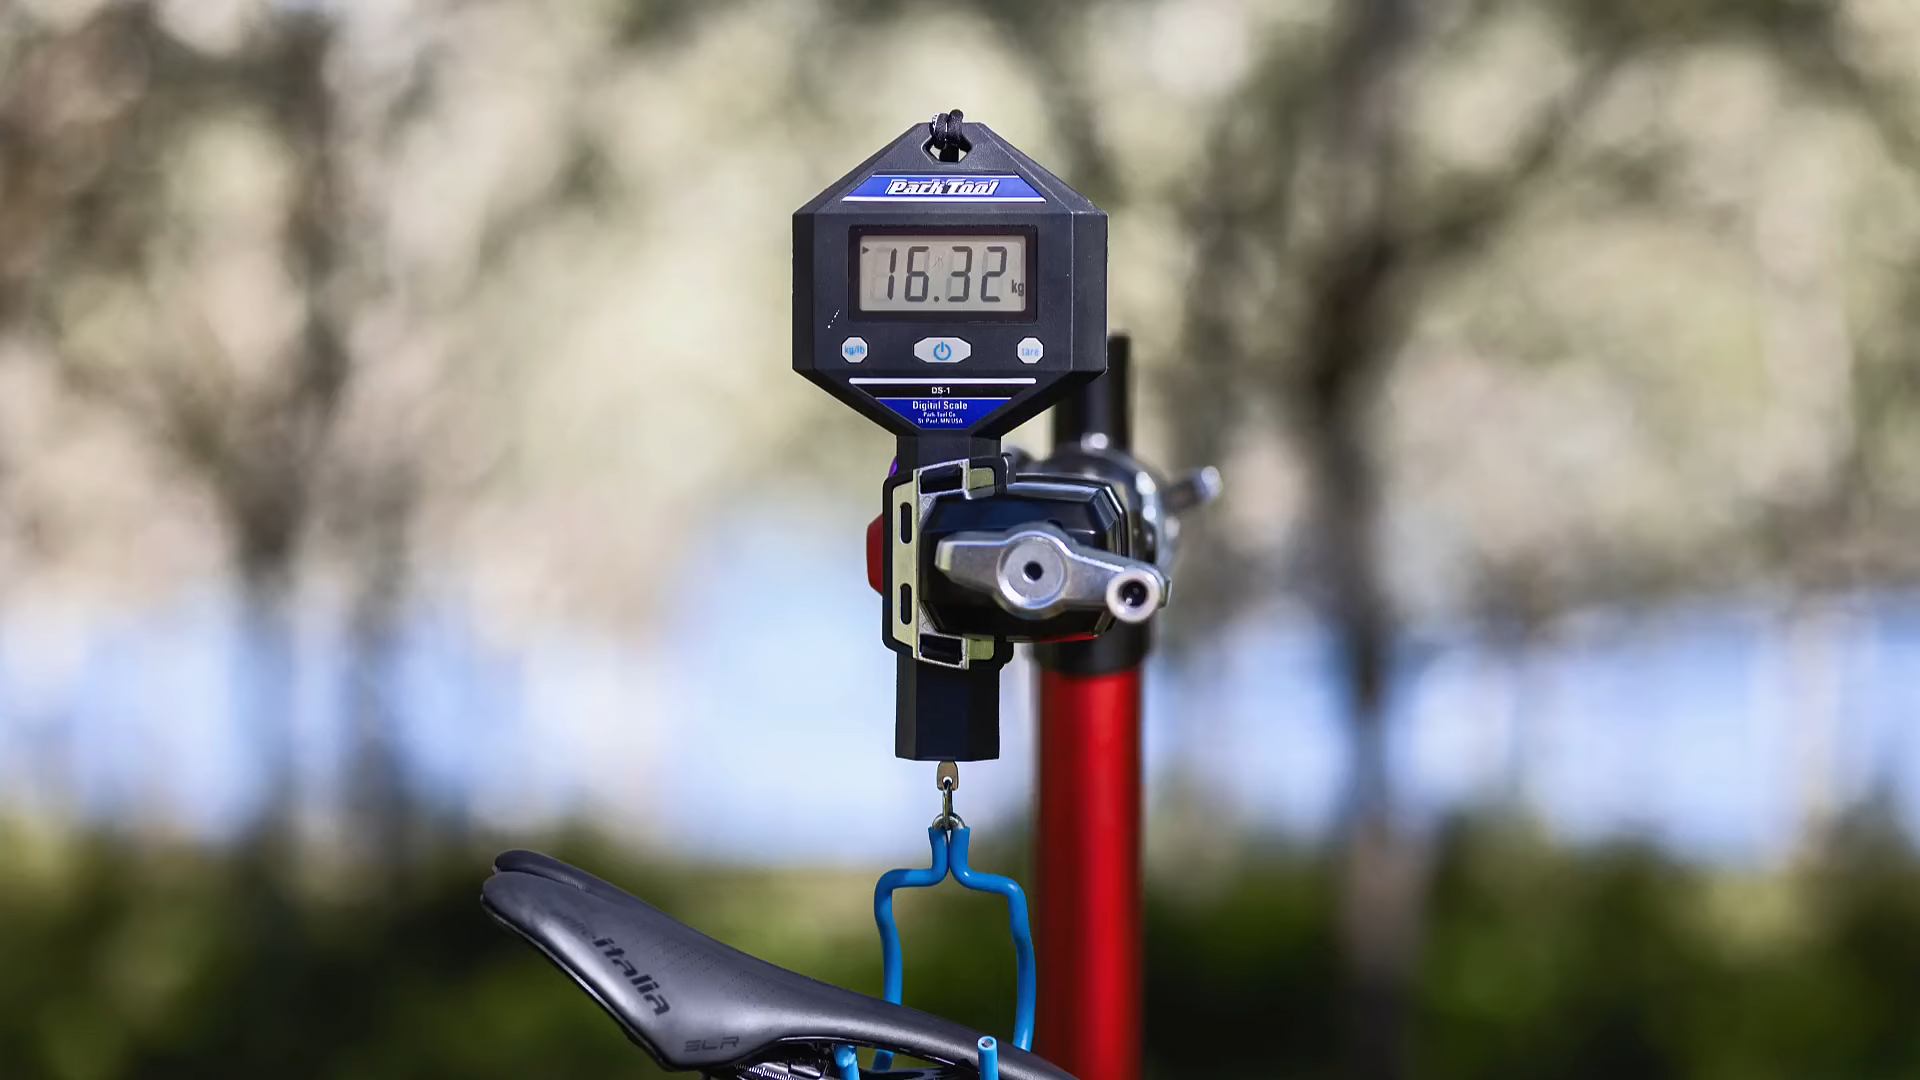 Park Tool
16.32 kg
kg/lb
tare
DS-1
Digital Scale
Park Tool Co.
St. Paul, MN USA
italia
SLR